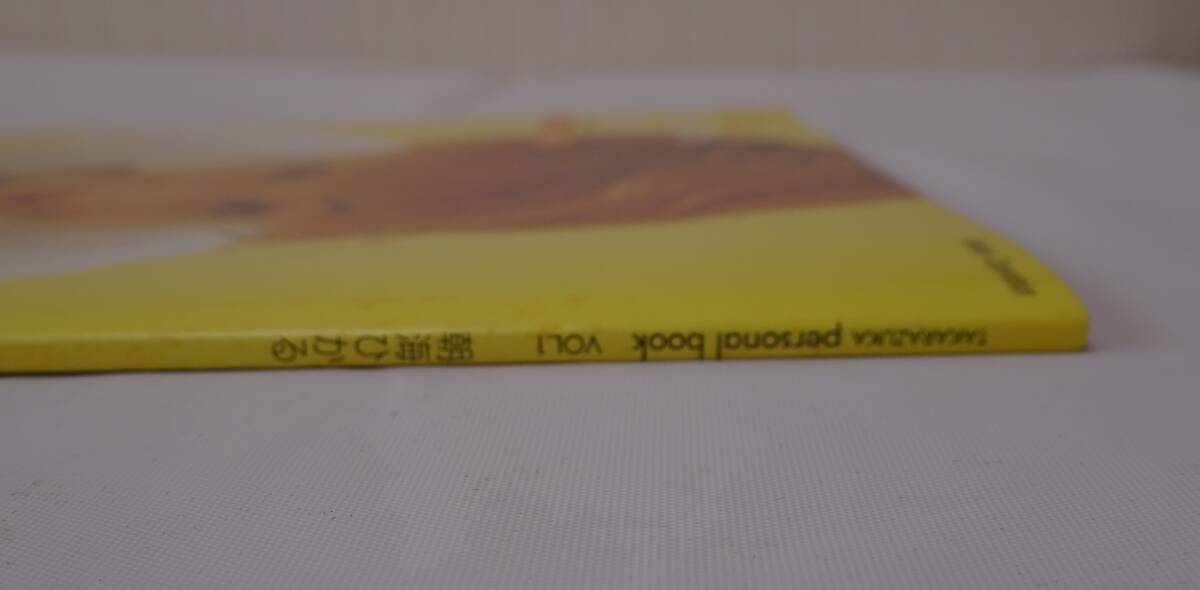 TAKARAZUKA personal book VOL.1 朝海ひかる